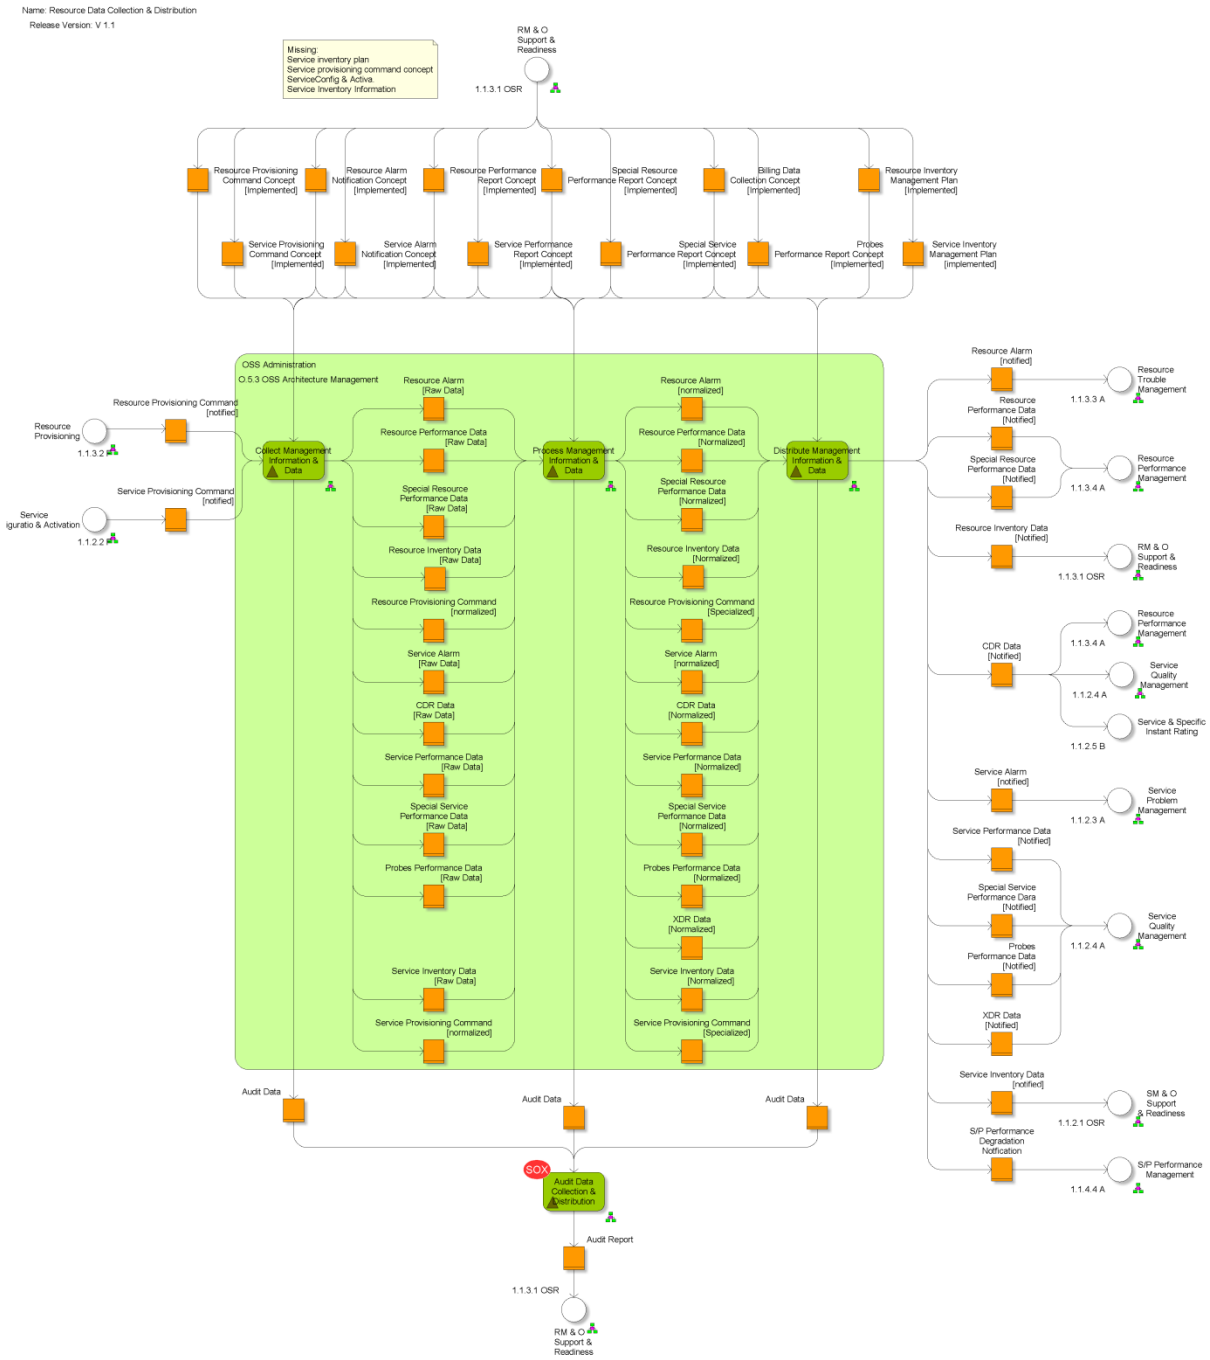 Name: Resource Data Collection & Distribution
Release Version: V 1.1
Missing:
Service inventory plan
Service provisioning command concept
ServiceConfig & Activa.
Service Inventory Information
RM & O
Support &
Readiness
1.1.3.1 OSR
Resource Provisioning
Command Concept
[Implemented]
Resource Alarm
Notification Concept
[Implemented]
Resource Performance
Report Concept
[Implemented]
Special Resource
Performance Report Concept
[Implemented]
Billing Data
Collection Concept
[Implemented]
Resource Inventory
Management Plan
[Implemented]
Service Provisioning
Command Concept
[Implemented]
Service Alarm
Notification Concept
[Implemented]
Service Performance
Report Concept
[Implemented]
Special Service
Performance Report Concept
[Implemented]
Probes
Performance Report Concept
[Implemented]
Service Inventory
Management Plan
[implemented]
OSS Administration
O.5.3 OSS Architecture Management
Resource Provisioning Command
[notified]
Resource
Provisioning
1.1.3.2 F
Service Provisioning Command
[notified]
Service
iguratio & Activation
1.1.2.2 F
Collect Management
Information &
Data
Process Management
Information &
Data
Distribute Management
Information &
Data
Resource Alarm
[Raw Data]
Resource Performance Data
[Raw Data]
Special Resource
Performance Data
[Raw Data]
Resource Inventory Data
[Raw Data]
Resource Provisioning Command
[normalized]
Service Alarm
[Raw Data]
CDR Data
[Raw Data]
Service Performance Data
[Raw Data]
Special Service
Performance Data
[Raw Data]
Probes Performance Data
[Raw Data]
Service Inventory Data
[Raw Data]
Service Provisioning Command
[normalized]
Resource Alarm
[normalized]
Resource Performance Data
[Normalized]
Special Resource
Performance Data
[Normalized]
Resource Inventory Data
[Normalized]
Resource Provisioning Command
[Specialized]
Service Alarm
[normalized]
CDR Data
[Normalized]
Service Performance Data
[Normalized]
Special Service
Performance Data
[Normalized]
Probes Performance Data
[Normalized]
XDR Data
[Normalized]
Service Inventory Data
[Normalized]
Service Provisioning Command
[Specialized]
Resource Alarm
[notified]
Resource
Trouble
Management
1.1.3.3 A
Resource
Performance Data
[Notified]
Special Resource
Performance Data
[Notified]
Resource
Performance
Management
1.1.3.4 A
Resource Inventory Data
[Notified]
RM & O
Support &
Readiness
1.1.3.1 OSR
CDR Data
[Notified]
Resource
Performance
Management
1.1.3.4 A
Service
Quality
Management
1.1.2.4 A
Service & Specific
Instant Rating
1.1.2.5 B
Service Alarm
[notified]
Service
Problem
Management
1.1.2.3 A
Service Performance Data
[Notified]
Special Service
Performance Dara
[Notified]
Probes
Performance Data
[Notified]
XDR Data
[Notified]
Service
Quality
Management
1.1.2.4 A
Service Inventory Data
[notified]
SM & O
Support
& Readiness
1.1.2.1 OSR
S/P Performance
Degradation
Notfication
S/P Performance
Management
1.1.4.4 A
Audit Data
Audit Data
Audit Data
SOX
Audit Data
Collection &
Distribution
Audit Report
1.1.3.1 OSR
RM & O
Support &
Readiness